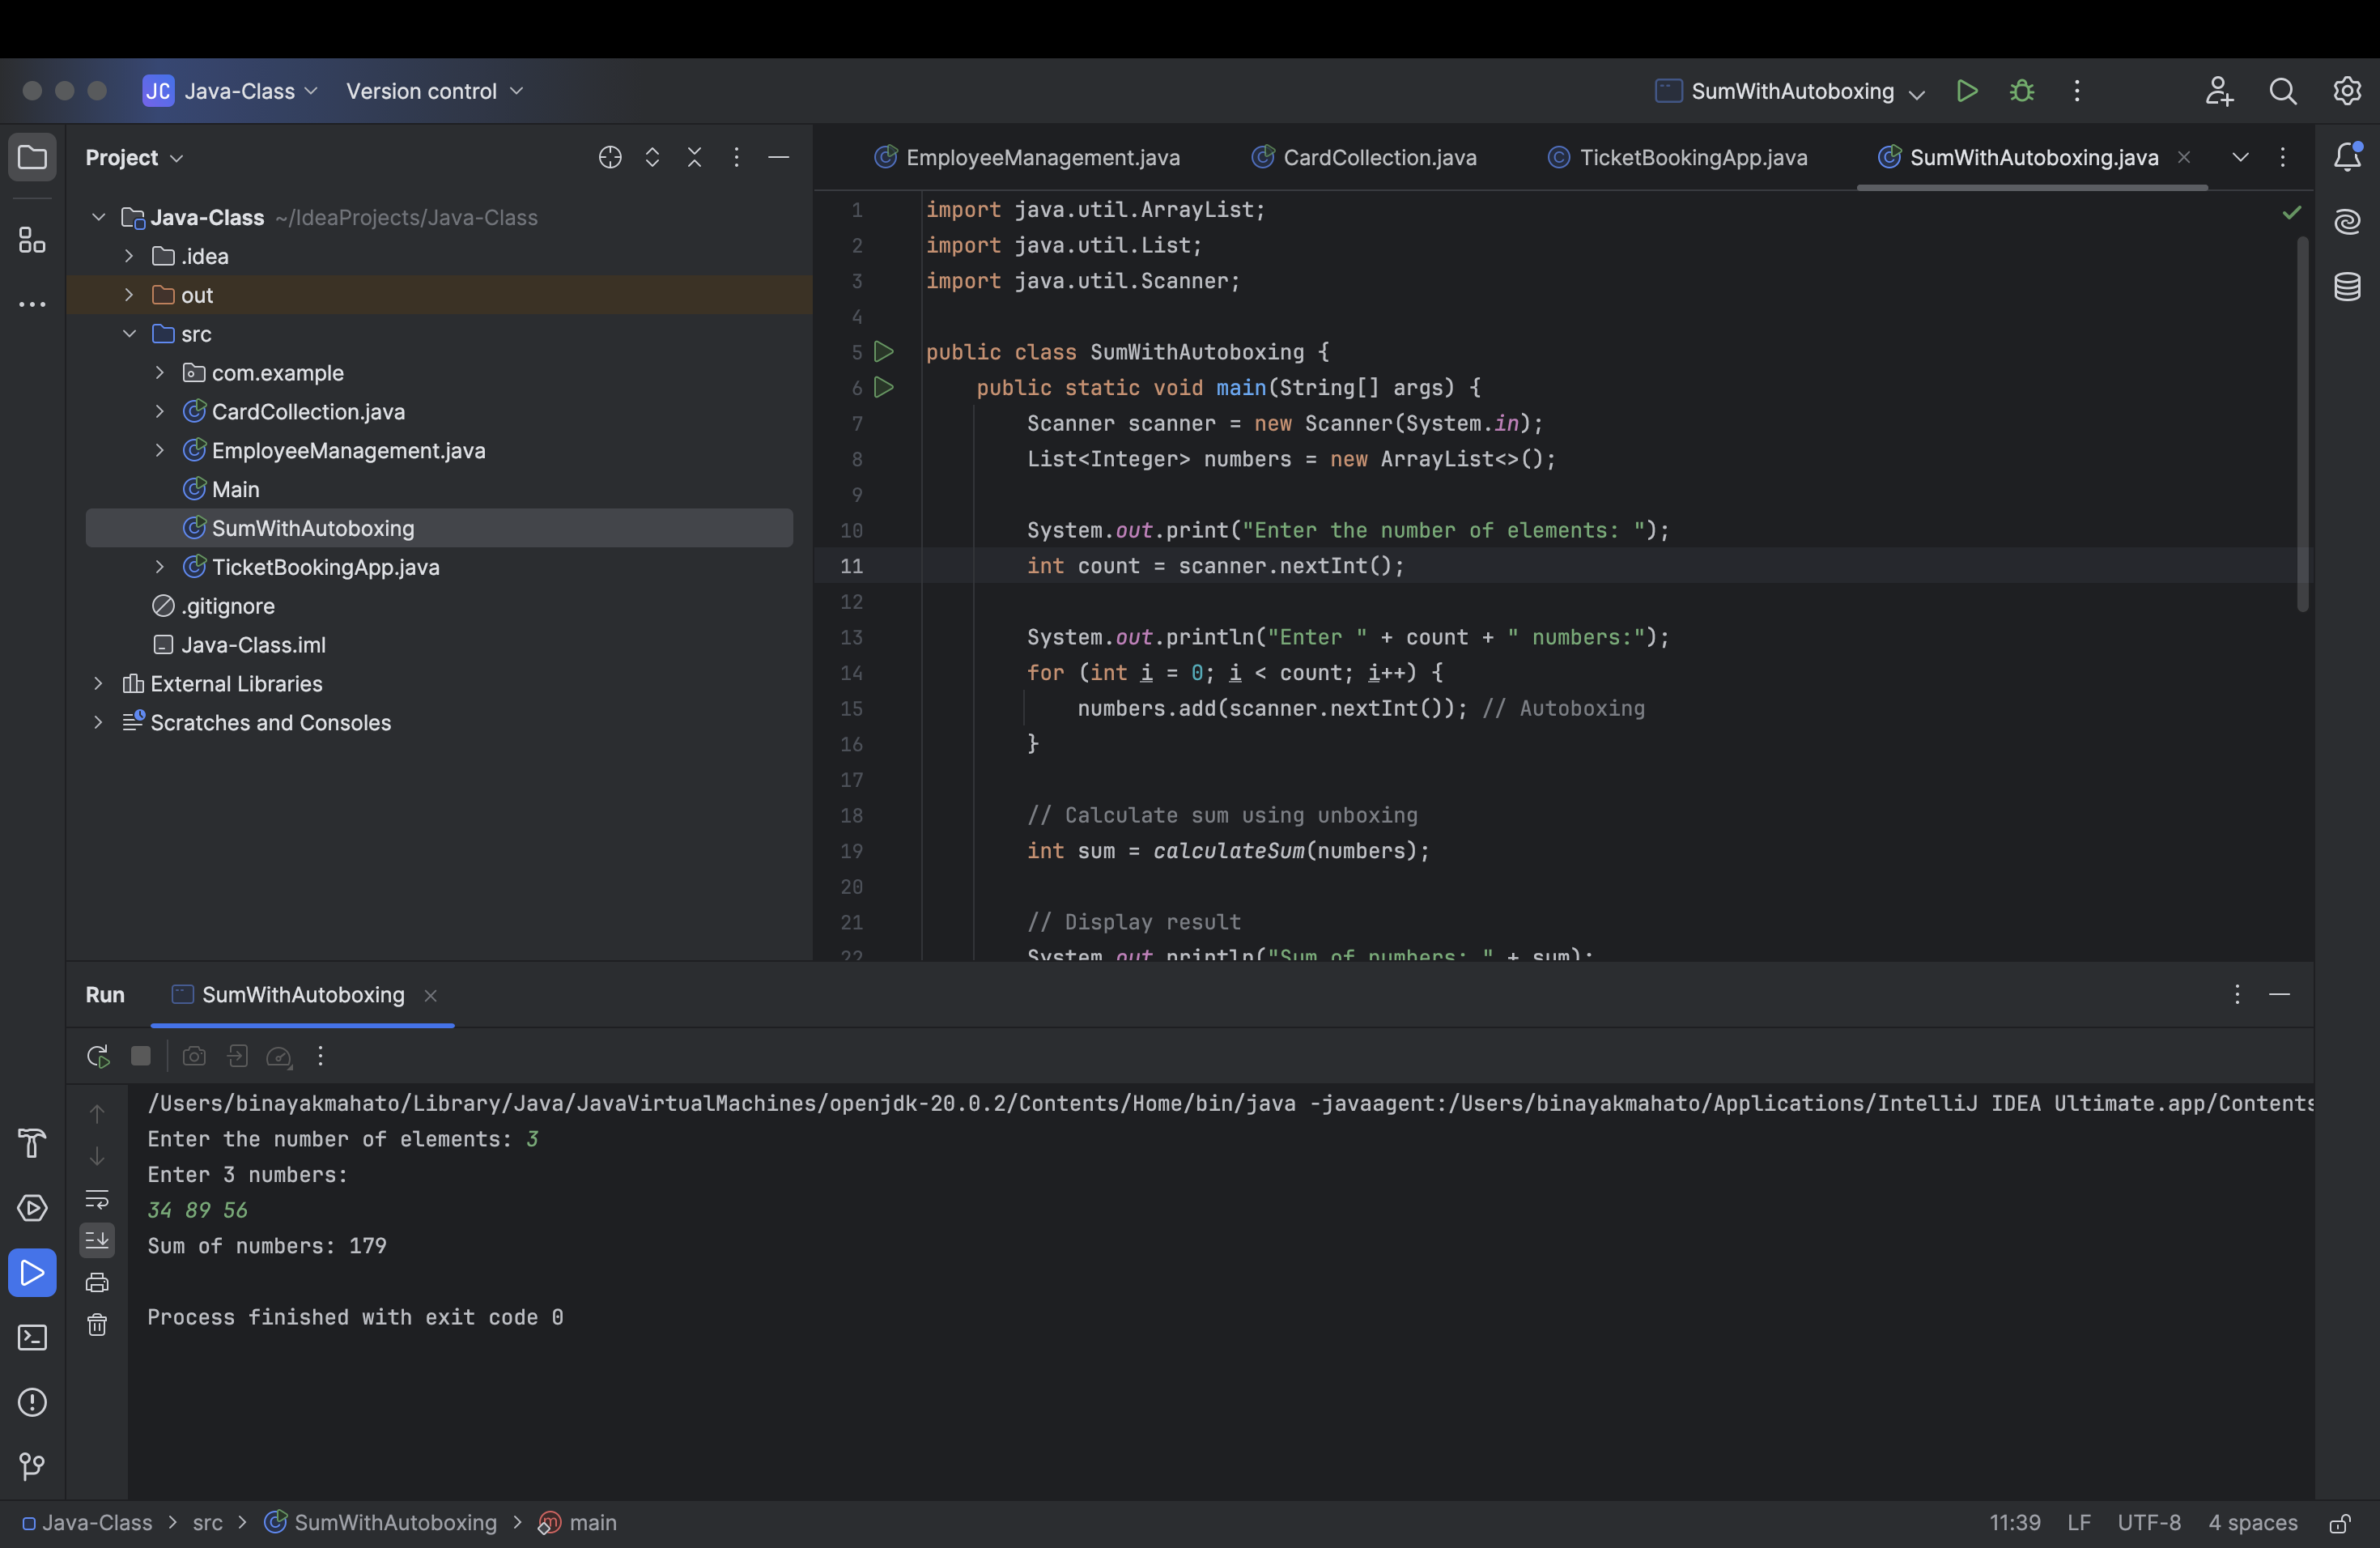 JC Java-Class Version control SumWithAutoboxing
Project
EmployeeManagement.java CardCollection.java TicketBookingApp.java SumWithAutoboxing.java
Java-Class ~/IdeaProjects/Java-Class
.idea
out
src
com.example
CardCollection.java
EmployeeManagement.java
Main
SumWithAutoboxing
TicketBookingApp.java
.gitignore
Java-Class.iml
External Libraries
Scratches and Consoles
1 import java.util.ArrayList;
2 import java.util.List;
3 import java.util.Scanner;
4
5 public class SumWithAutoboxing {
6 public static void main(String[] args) {
7 Scanner scanner = new Scanner(System.in);
8 List<Integer> numbers = new ArrayList<>();
9
10 System.out.print("Enter the number of elements: ");
11 int count = scanner.nextInt();
12
13 System.out.println("Enter " + count + " numbers:");
14 for (int i = 0; i < count; i++) {
15 numbers.add(scanner.nextInt()); // Autoboxing
16 }
17
18 // Calculate sum using unboxing
19 int sum = calculateSum(numbers);
20
21 // Display result
22 System.out.println("Sum of numbers: " + sum);
Run SumWithAutoboxing
/Users/binayakmahato/Library/Java/JavaVirtualMachines/openjdk-20.0.2/Contents/Home/bin/java -javaagent:/Users/binayakmahato/Applications/IntelliJ IDEA Ultimate.app/Contents
Enter the number of elements: 3
Enter 3 numbers:
34 89 56
Sum of numbers: 179
Process finished with exit code 0
Java-Class > src > SumWithAutoboxing > main 11:39 LF UTF-8 4 spaces